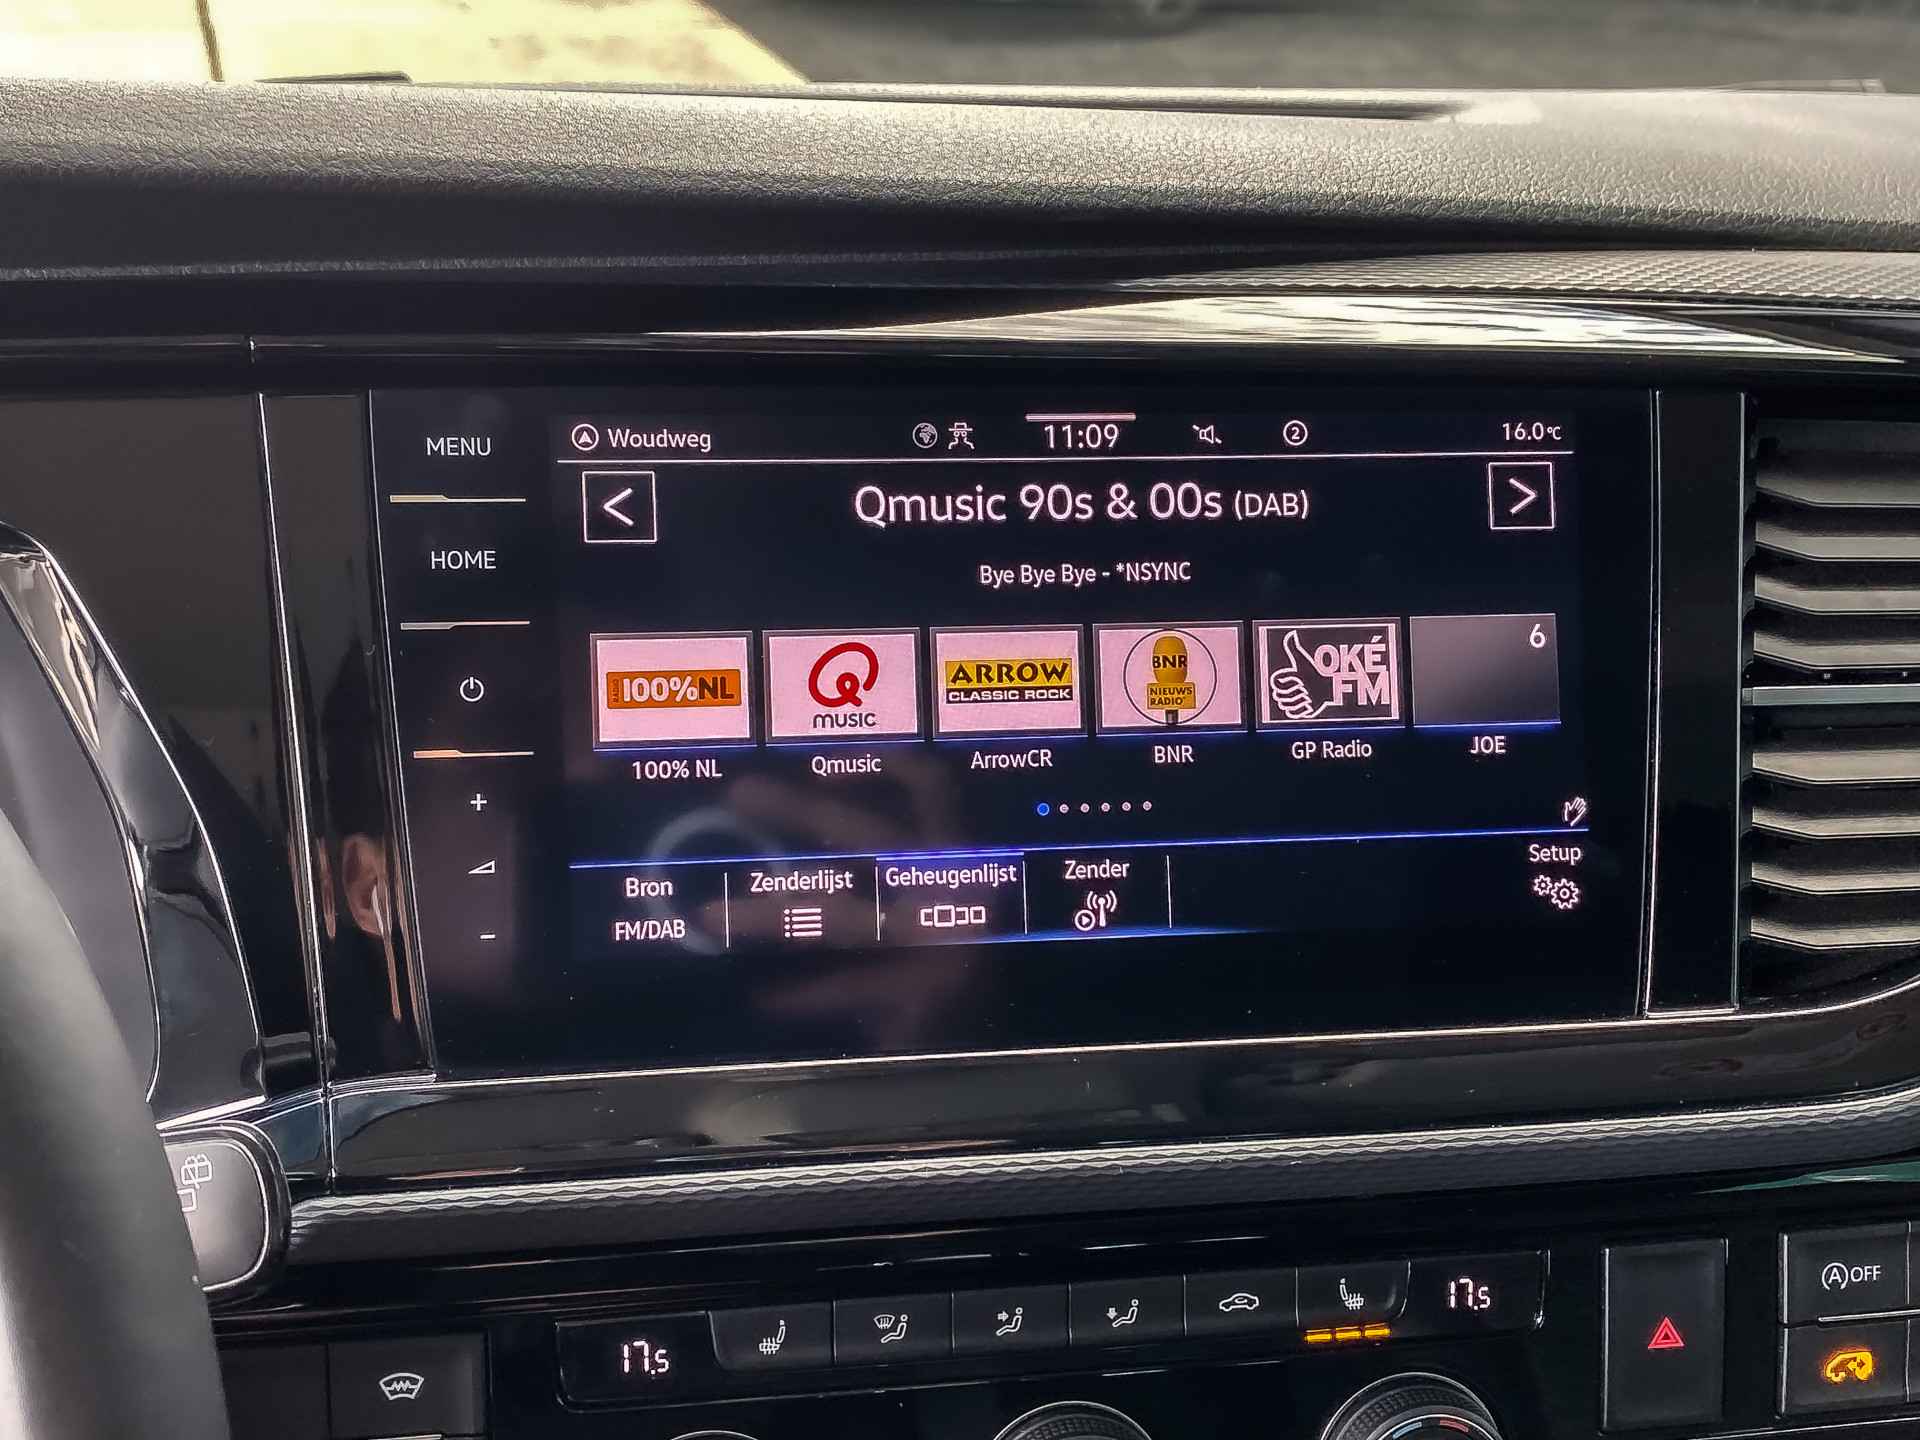 MENU
HOME
Woudweg
11:09
2
16.0°C
<
Qmusic 90s & 00s (DAB)
>
Bye Bye Bye - *NSYNC
RADIO
100%NL
MUSIC
ARROW
CLASSIC ROCK
BNR
NIEUWS
RADIO
OKÉ
FM
6
100% NL
Qmusic
ArrowCR
BNR
GP Radio
JOE
+
-
Bron
FM/DAB
Zenderlijst
Geheugenlijst
Zender
Setup
17.5
17.5
A OFF